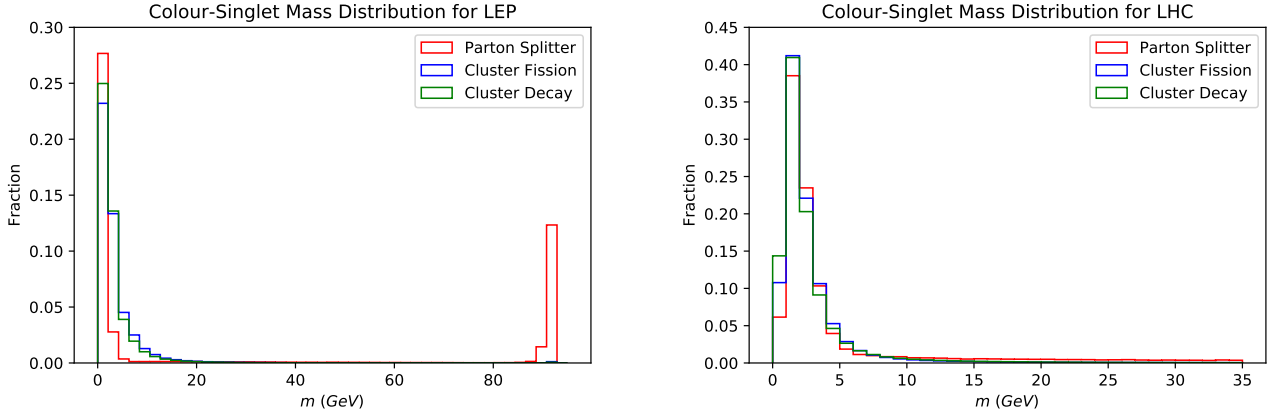 Colour-Singlet Mass Distribution for LEP
0.30
0.25
0.20
0.15
0.10
0.05
0.00
Fraction
Parton Splitter
Cluster Fission
Cluster Decay
0
20
40
60
80
m (GeV)
Colour-Singlet Mass Distribution for LHC
0.45
0.40
0.35
0.30
0.25
0.20
0.15
0.10
0.05
0.00
Fraction
Parton Splitter
Cluster Fission
Cluster Decay
0
5
10
15
20
25
30
35
m (GeV)